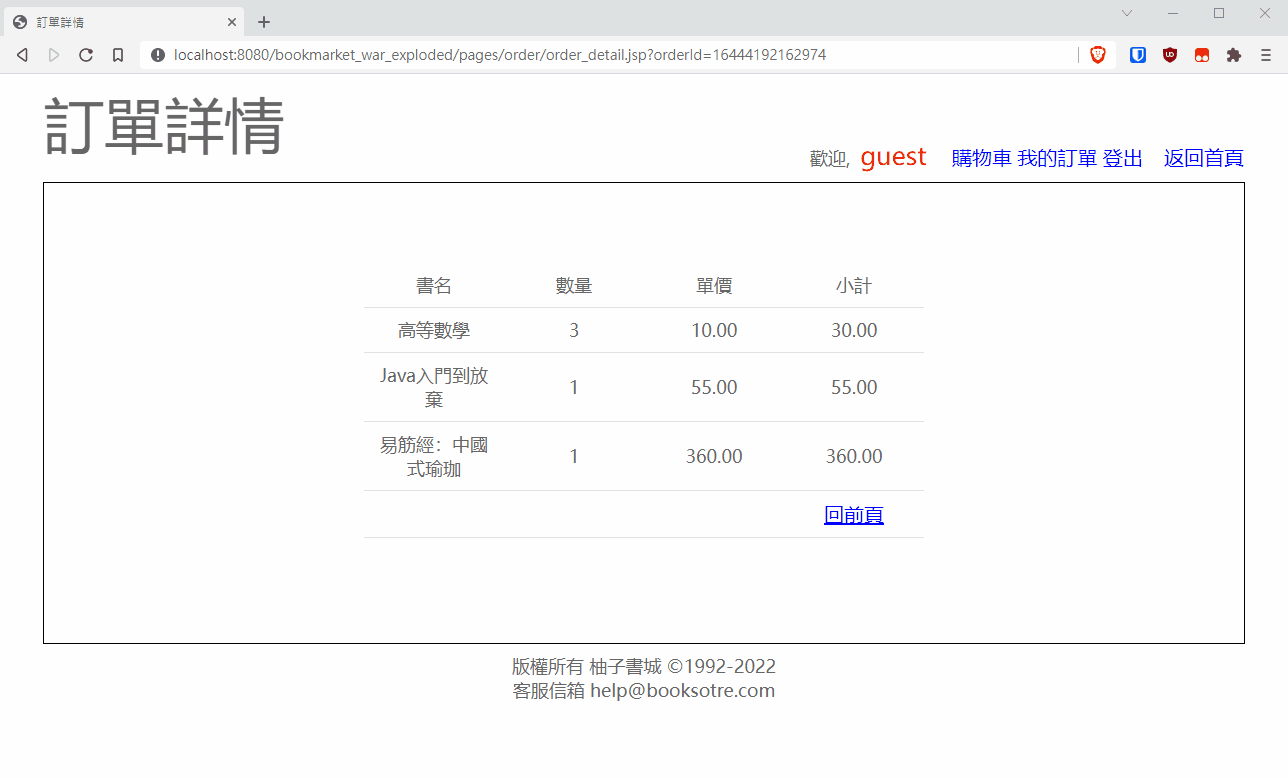 訂單詳情
localhost:8080/bookmarket_war_exploded/pages/order/order_detail.jsp?orderId=16444192162974
訂單詳情
歡迎, guest 購物車 我的訂單 登出 返回首頁
書名 數量 單價 小計
高等數學 3 10.00 30.00
Java入門到放
棄 1 55.00 55.00
易筋經：中國
式瑜珈 1 360.00 360.00
回前頁
版權所有 柚子書城 ©1992-2022
客服信箱 help@booksotre.com